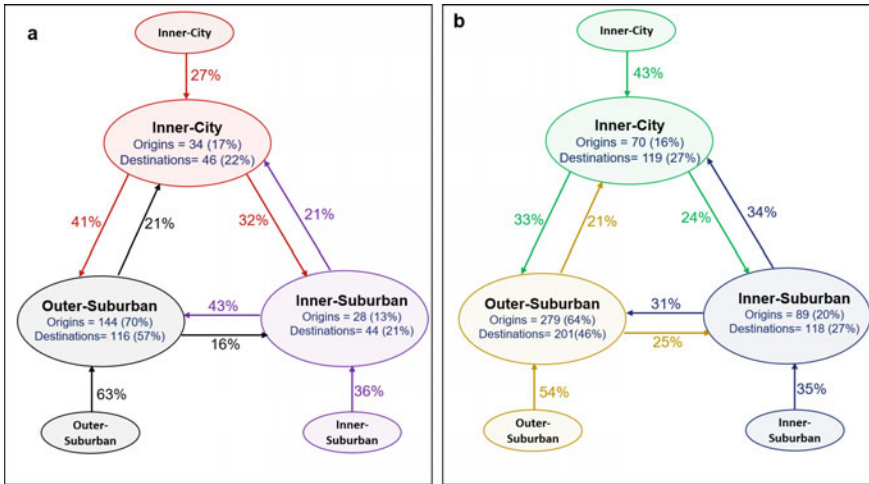 a
Inner-City
27%
Inner-City
Origins = 34 (17%)
Destinations= 46 (22%)
41%
21%
32%
21%
Outer-Suburban
Origins = 144 (70%)
Destinations= 116 (57%)
43%
16%
Inner-Suburban
Origins = 28 (13%)
Destinations= 44 (21%)
63%
36%
Outer-
Suburban
Inner-
Suburban
b
Inner-City
43%
Inner-City
Origins = 70 (16%)
Destinations= 119 (27%)
33%
21%
24%
34%
Outer-Suburban
Origins = 279 (64%)
Destinations= 201(46%)
31%
25%
Inner-Suburban
Origins = 89 (20%)
Destinations= 118 (27%)
54%
35%
Outer-
Suburban
Inner-
Suburban